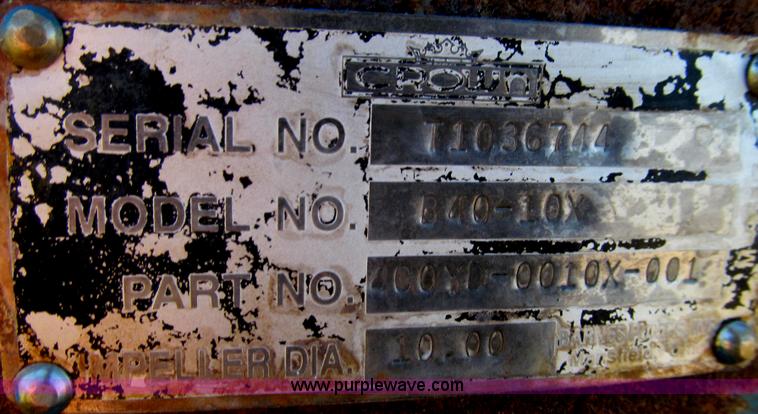 CROWN
SERIAL NO. T1036744
MODEL NO. B40-10X
PART NO. -0010X-001
IMPELLER DIA. 10.00
www.purplewave.com